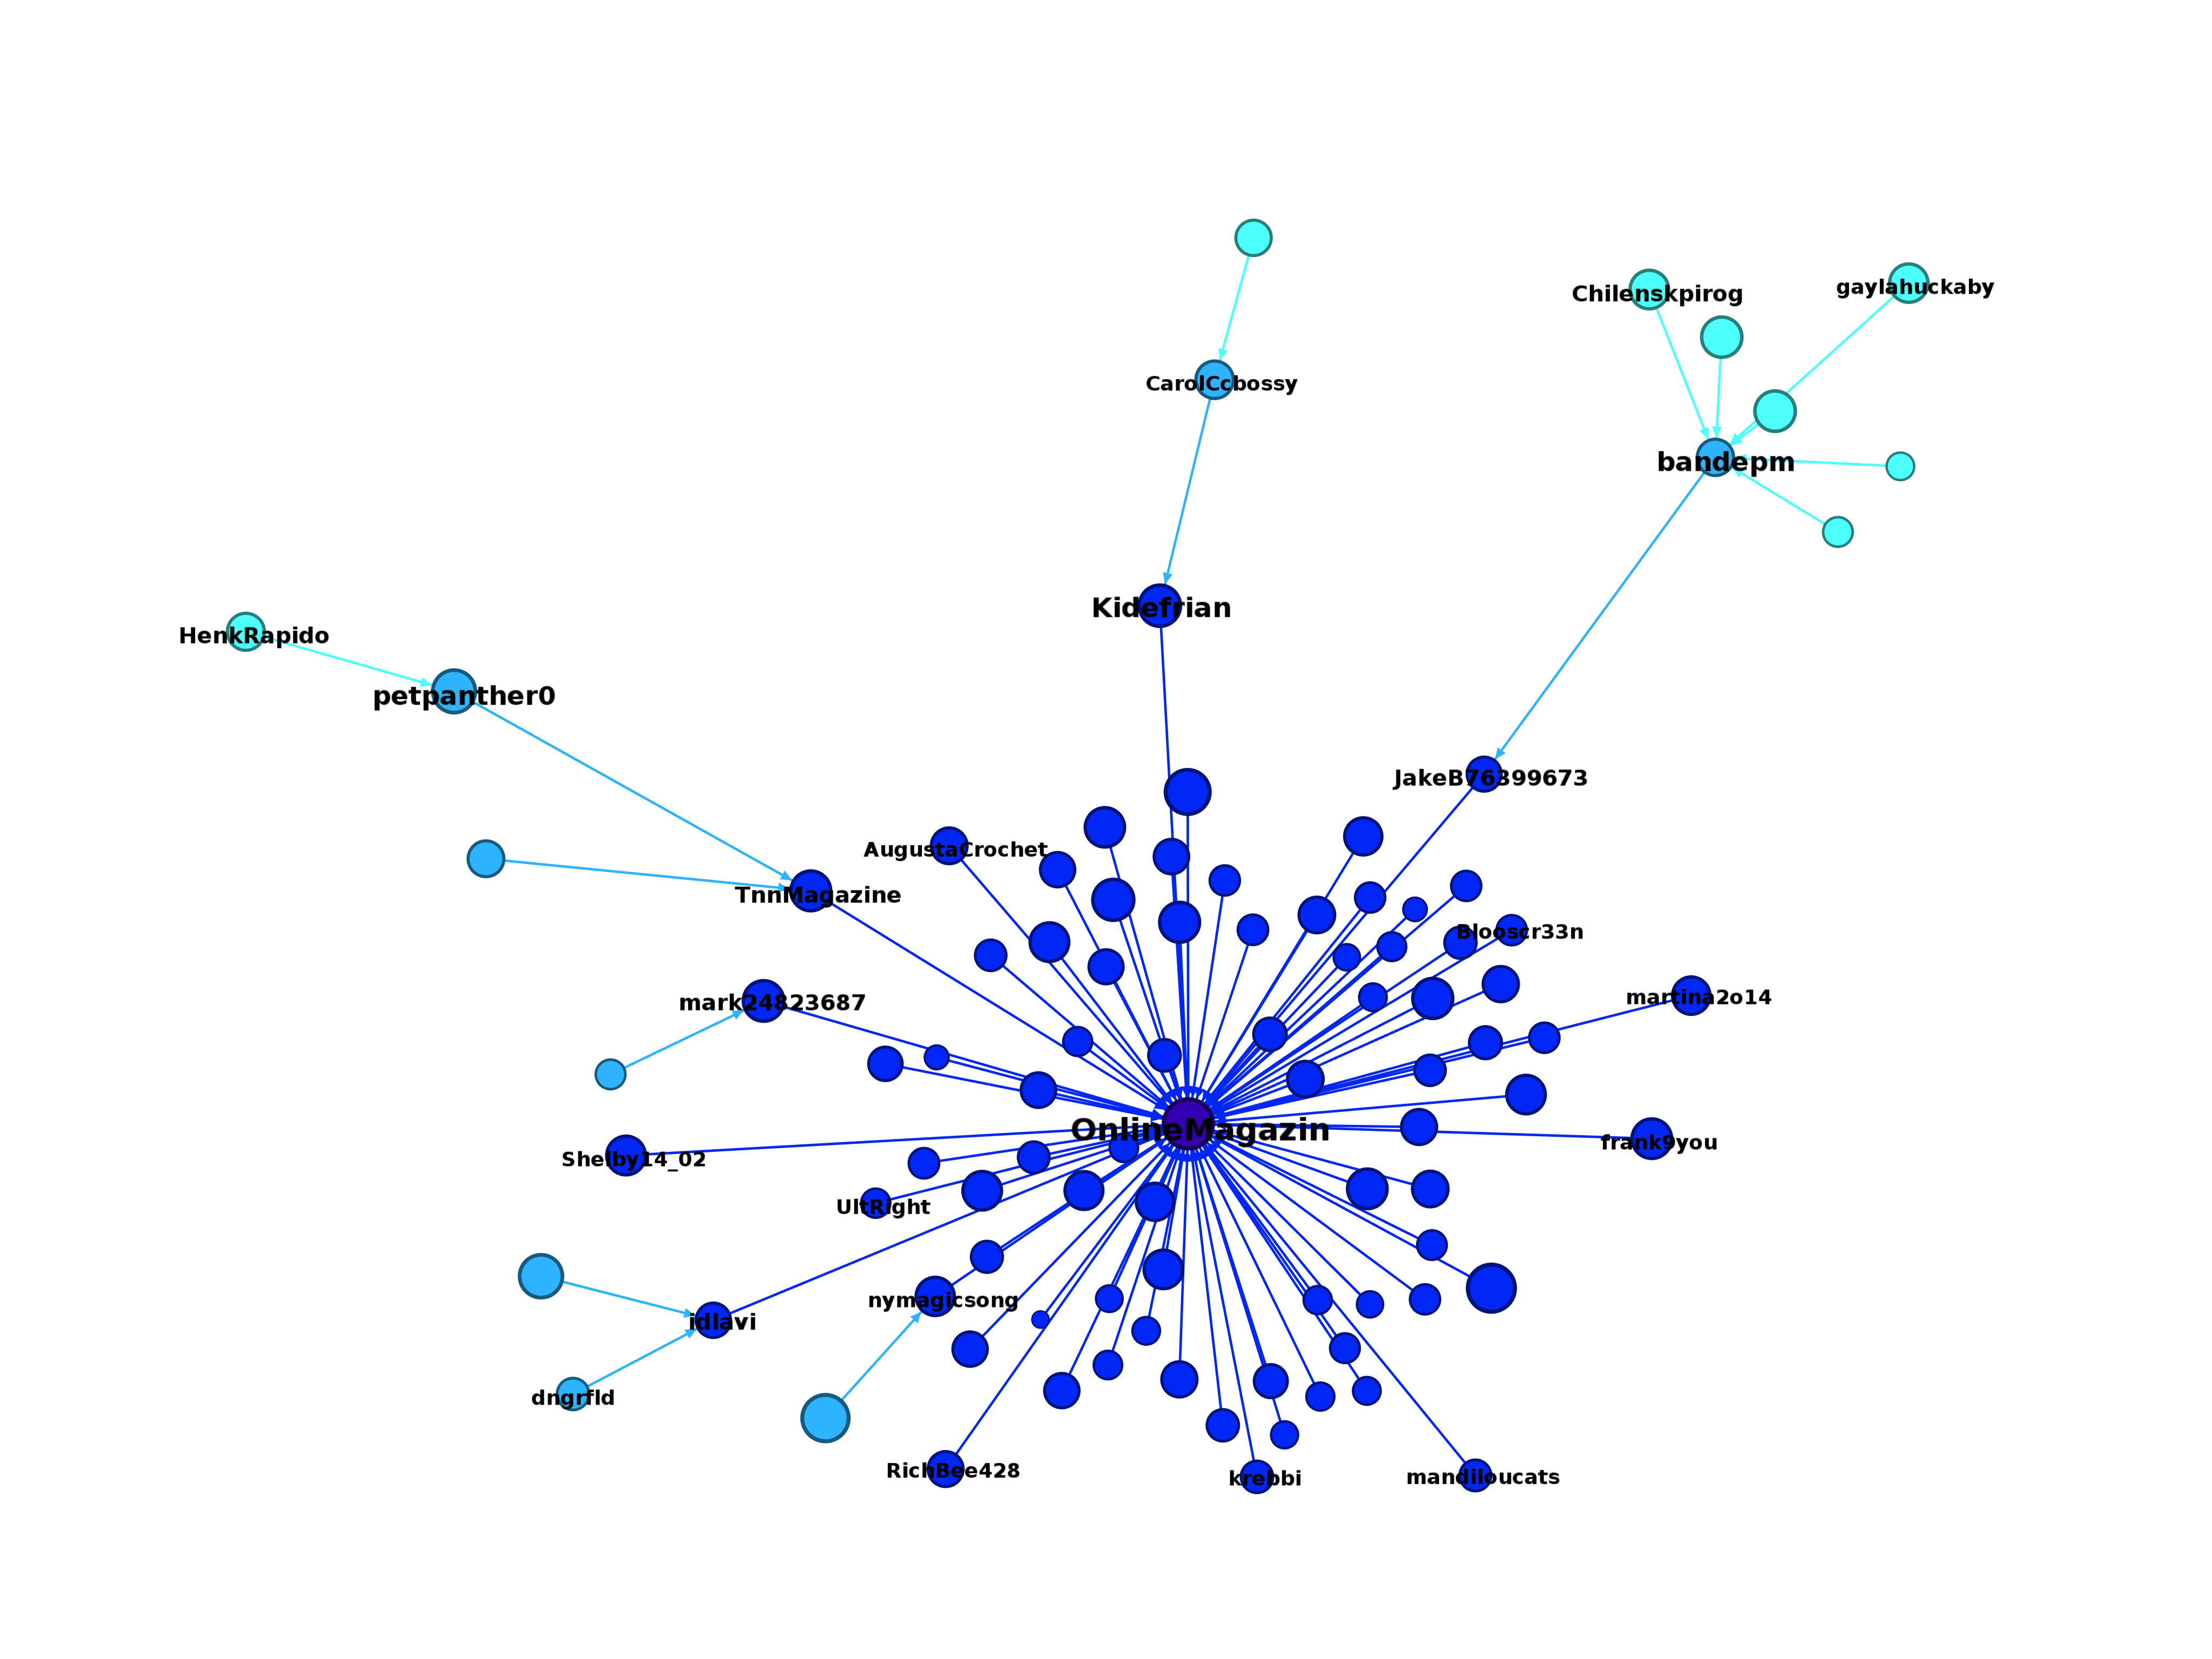 gaylahuckaby
Chilenskpirog
CarolCcbossy
bandepm
Kidefrian
HenkRapido
petpanther0
JakeB76399673
AugustaCrochet
TnnMagazine
Blooscr33n
martina2o14
mark24823687
OnlineMagazin
frank9you
Shelby14_02
UltRight
nymagicsong
idlavi
dngrfld
RichBee428
krebbi
mandiloucats